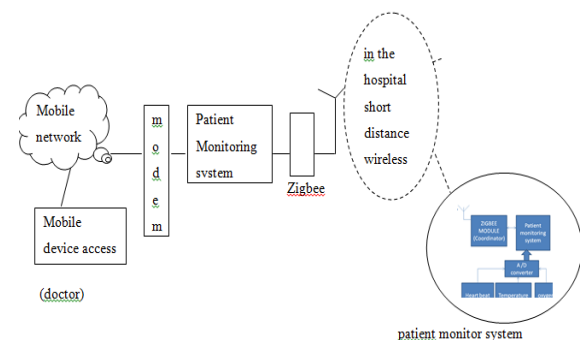 Mobile
network
Mobile
device access
(doctor)
m
o
d
e
m
Patient
Monitoring
system
Zigbee
in the
hospital
short
distance
wireless
ZIGBEE
MODULE
(Coordinator)
Patient
monitoring
system
A/D
converter
Heart beat
Temperature
oxygen
patient monitor system